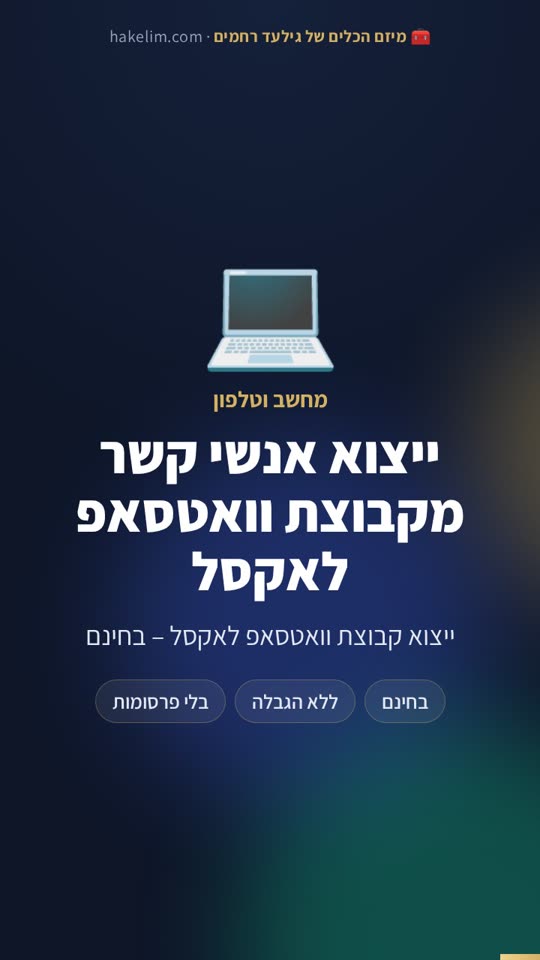 🧰 מיזם הכלים של גילעד רחמים · hakelim.com
מחשב וטלפון
ייצוא אנשי קשר
מקבוצת וואטסאפ
לאקסל
ייצוא קבוצת וואטסאפ לאקסל – בחינם
בחינם
ללא הגבלה
בלי פרסומות